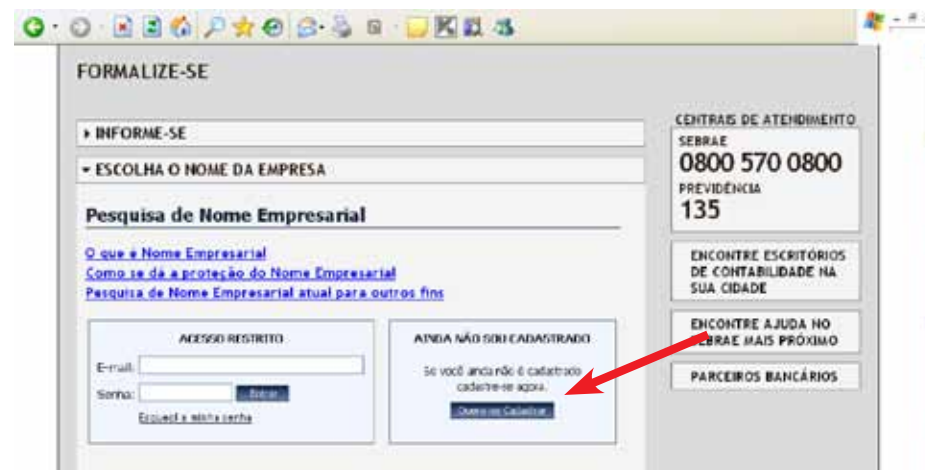 FORMALIZE-SE
INFORME-SE
ESCOLHA O NOME DA EMPRESA
Pesquisa de Nome Empresarial
O que é Nome Empresarial
Como se dá a proteção do Nome Empresarial
Pesquisa de Nome Empresarial atual para outros fins
ACESSO RESTRITO
E-mail:
Senha:
Entrar
Esqueci a minha senha
AINDA NÃO SOU CADASTRADO
Se você ainda não é cadastrado
cadastre-se agora.
Quero me Cadastrar
CENTRAIS DE ATENDIMENTO
SEBRAE
0800 570 0800
PREVIDÊNCIA
135
ENCONTRE ESCRITÓRIOS
DE CONTABILIDADE NA
SUA CIDADE
ENCONTRE AJUDA NO
SEBRAE MAIS PRÓXIMO
PARCEIROS BANCÁRIOS